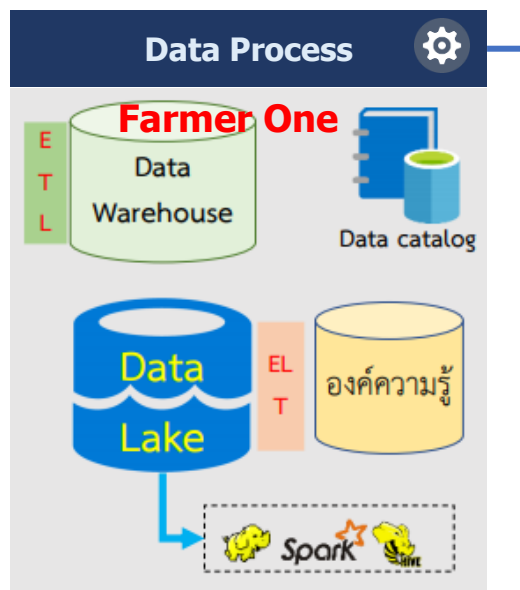 Data Process
Farmer One
E
T
L
Data
Warehouse
Data catalog
Data
Lake
EL
T
องค์ความรู้
Spark
HIVE